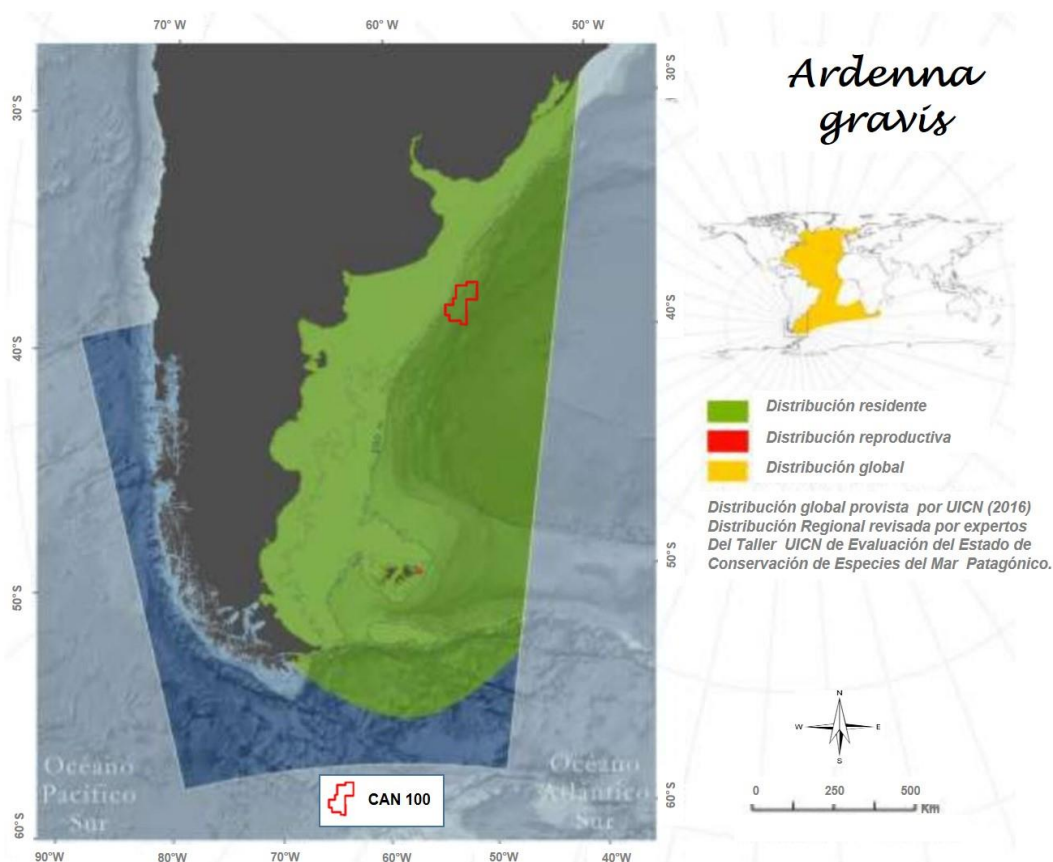 70° W
60° W
50° W
Ardenna
gravis
30°S
30°S
40°S
40°S
50°S
50°S
60°S
60°S
Distribución residente
Distribución reproductiva
Distribución global
Distribución global provista por UICN (2016)
Distribución Regional revisada por expertos
Del Taller UICN de Evaluación del Estado de
Conservación de Especies del Mar Patagónico.
N
W
E
S
Océano
Pacífico
Sur
CAN 100
Océano
Atlántico
Sur
0
250
500
Km
90°W
80°W
70°W
60°W
50°W
40°W